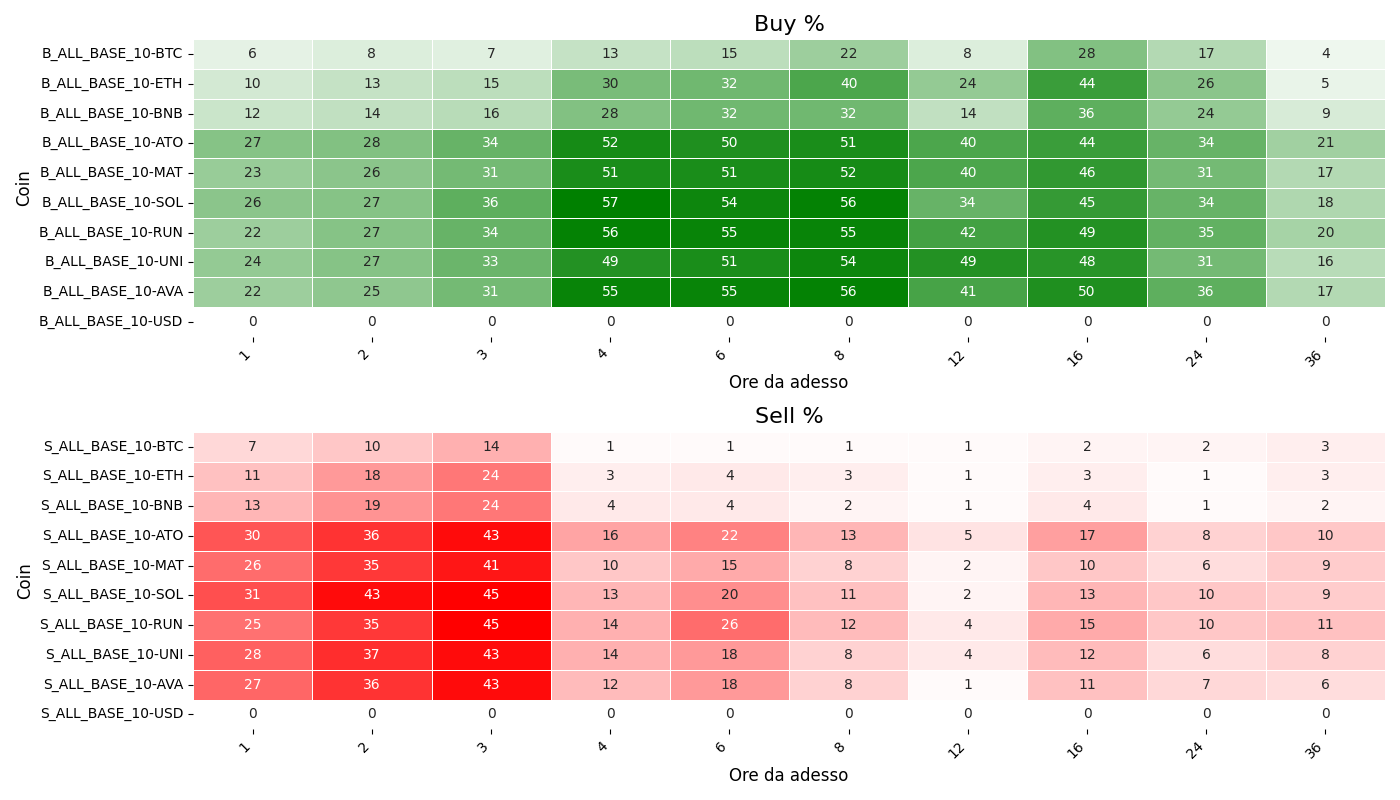 Buy %
Coin
B_ALL_BASE_10-BTC 6 8 7 13 15 22 8 28 17 4
B_ALL_BASE_10-ETH 10 13 15 30 32 40 24 44 26 5
B_ALL_BASE_10-BNB 12 14 16 28 32 32 14 36 24 9
B_ALL_BASE_10-ATO 27 28 34 52 50 51 40 44 34 21
B_ALL_BASE_10-MAT 23 26 31 51 51 52 40 46 31 17
B_ALL_BASE_10-SOL 26 27 36 57 54 56 34 45 34 18
B_ALL_BASE_10-RUN 22 27 34 56 55 55 42 49 35 20
B_ALL_BASE_10-UNI 24 27 33 49 51 54 49 48 31 16
B_ALL_BASE_10-AVA 22 25 31 55 55 56 41 50 36 17
B_ALL_BASE_10-USD 0 0 0 0 0 0 0 0 0 0
1 2 3 4 6 8 12 16 24 36
Ore da adesso
Sell %
Coin
S_ALL_BASE_10-BTC 7 10 14 1 1 1 1 2 2 3
S_ALL_BASE_10-ETH 11 18 24 3 4 3 1 3 1 3
S_ALL_BASE_10-BNB 13 19 24 4 4 2 1 4 1 2
S_ALL_BASE_10-ATO 30 36 43 16 22 13 5 17 8 10
S_ALL_BASE_10-MAT 26 35 41 10 15 8 2 10 6 9
S_ALL_BASE_10-SOL 31 43 45 13 20 11 2 13 10 9
S_ALL_BASE_10-RUN 25 35 45 14 26 12 4 15 10 11
S_ALL_BASE_10-UNI 28 37 43 14 18 8 4 12 6 8
S_ALL_BASE_10-AVA 27 36 43 12 18 8 1 11 7 6
S_ALL_BASE_10-USD 0 0 0 0 0 0 0 0 0 0
1 2 3 4 6 8 12 16 24 36
Ore da adesso